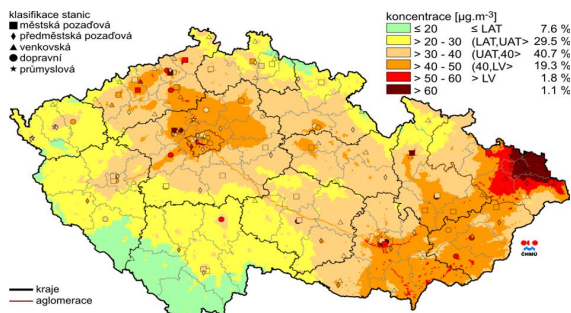 klasifikace stanic
městská pozaďová
předměstská pozaďová
venkovská
dopravní
průmyslová
koncentrace [µg.m-3]
≤ 20 ≤ LAT 7.6 %
> 20 - 30 (LAT,UAT> 29.5 %
> 30 - 40 (UAT,40> 40.7 %
> 40 - 50 (40,LV> 19.3 %
> 50 - 60 > LV 1.8 %
> 60 1.1 %
ČHMÚ
kraje
aglomerace